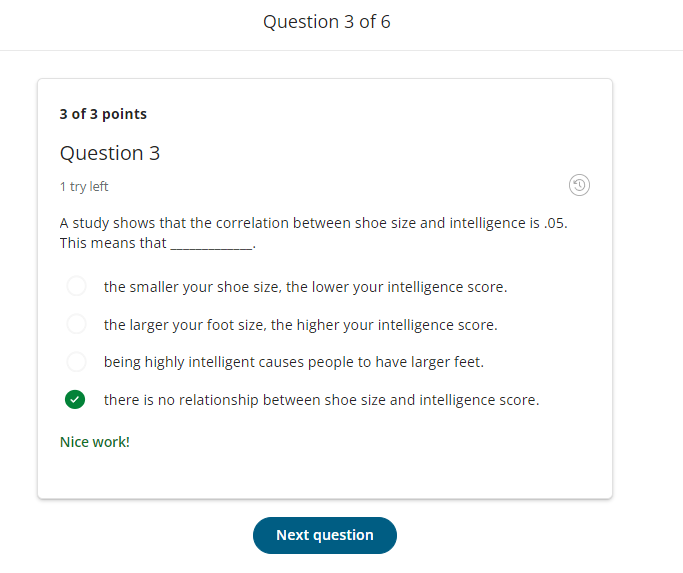 Question 3 of 6
3 of 3 points
Question 3
1 try left
A study shows that the correlation between shoe size and intelligence is .05.
This means that _____________.
the smaller your shoe size, the lower your intelligence score.
the larger your foot size, the higher your intelligence score.
being highly intelligent causes people to have larger feet.
there is no relationship between shoe size and intelligence score.
Nice work!
Next question